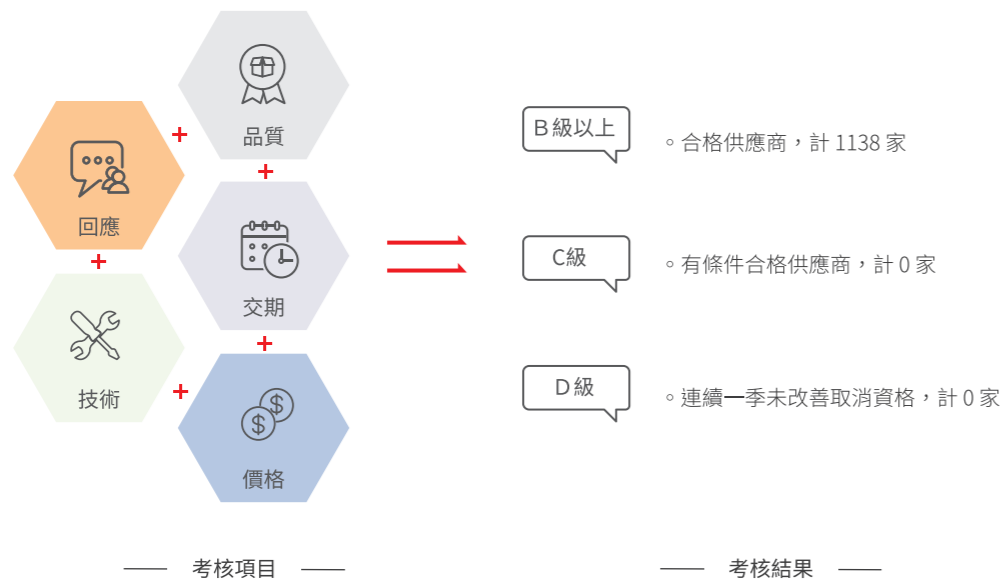 品質
回應
交期
技術
價格
考核項目
B級以上
。合格供應商，計 1138 家
C級
。有條件合格供應商，計 0 家
D級
。連續一季未改善取消資格，計 0 家
考核結果